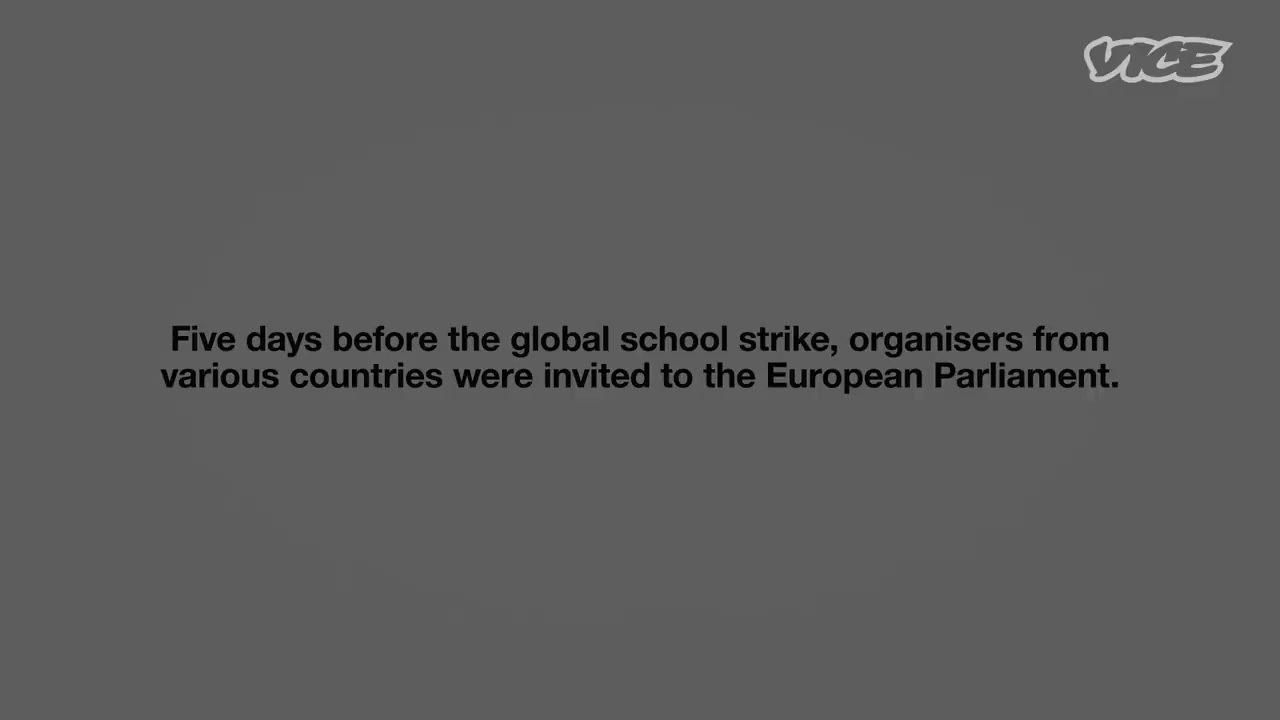 VICE
Five days before the global school strike, organisers from
various countries were invited to the European Parliament.